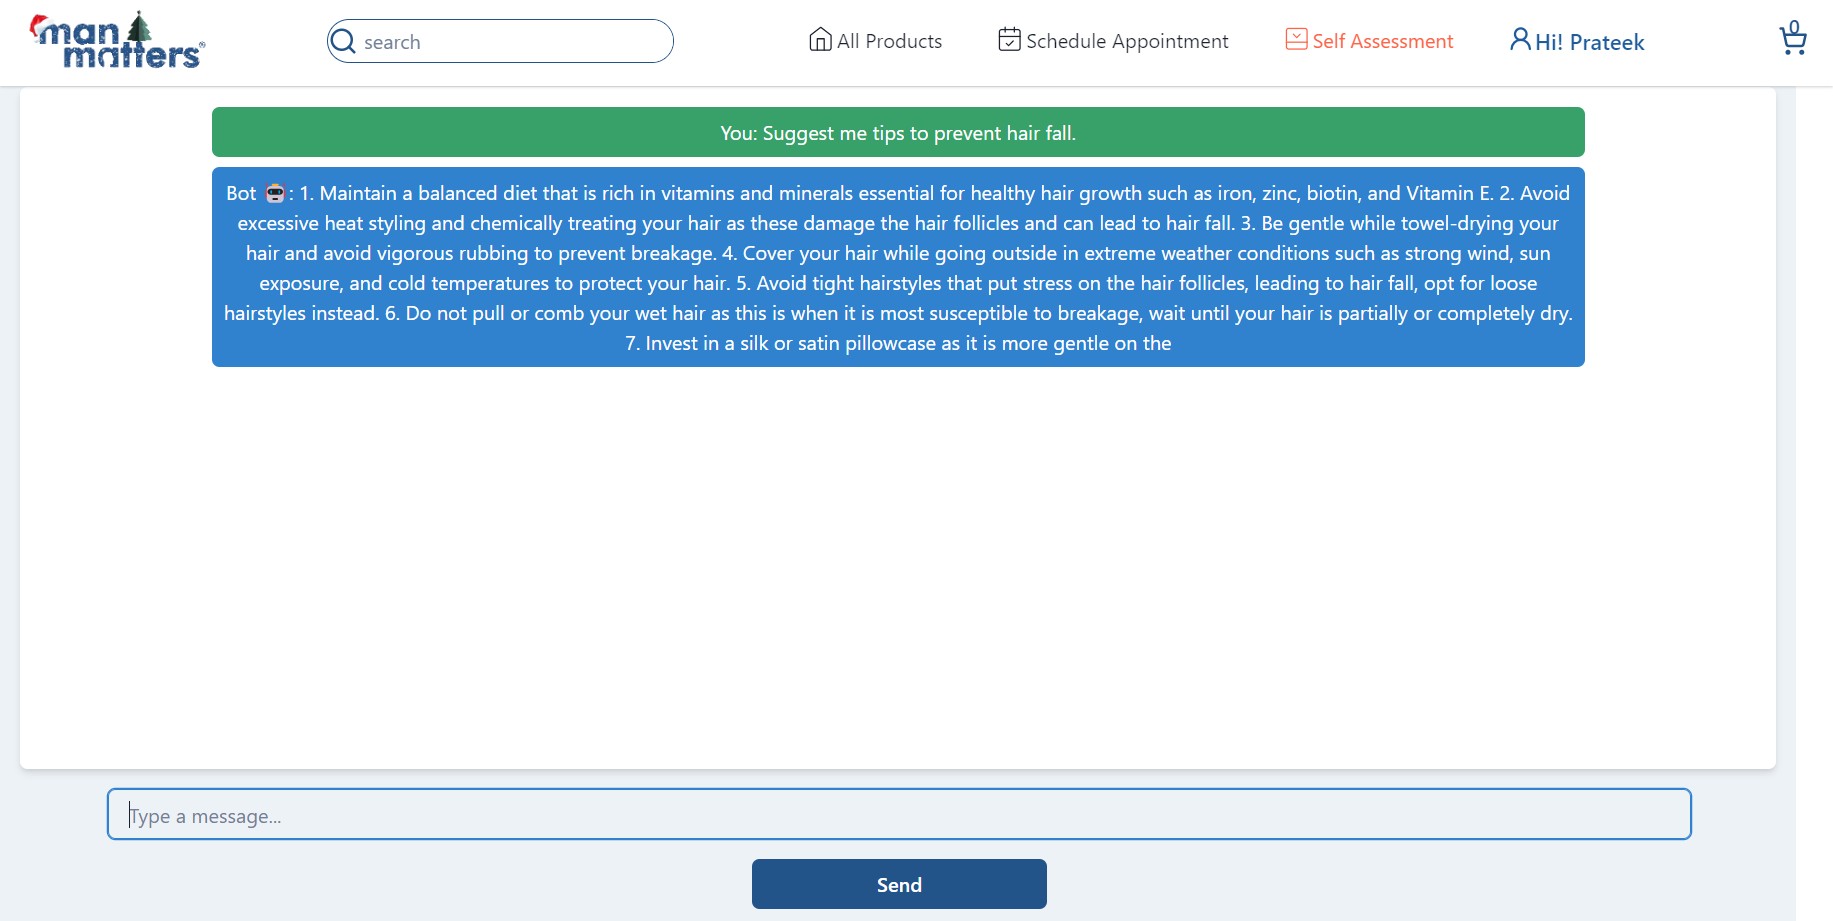 man
matters®
search
All Products
Schedule Appointment
Self Assessment
Hi! Prateek
0
You: Suggest me tips to prevent hair fall.
Bot 🤖: 1. Maintain a balanced diet that is rich in vitamins and minerals essential for healthy hair growth such as iron, zinc, biotin, and Vitamin E. 2. Avoid
excessive heat styling and chemically treating your hair as these damage the hair follicles and can lead to hair fall. 3. Be gentle while towel-drying your
hair and avoid vigorous rubbing to prevent breakage. 4. Cover your hair while going outside in extreme weather conditions such as strong wind, sun
exposure, and cold temperatures to protect your hair. 5. Avoid tight hairstyles that put stress on the hair follicles, leading to hair fall, opt for loose
hairstyles instead. 6. Do not pull or comb your wet hair as this is when it is most susceptible to breakage, wait until your hair is partially or completely dry.
7. Invest in a silk or satin pillowcase as it is more gentle on the
Type a message...
Send